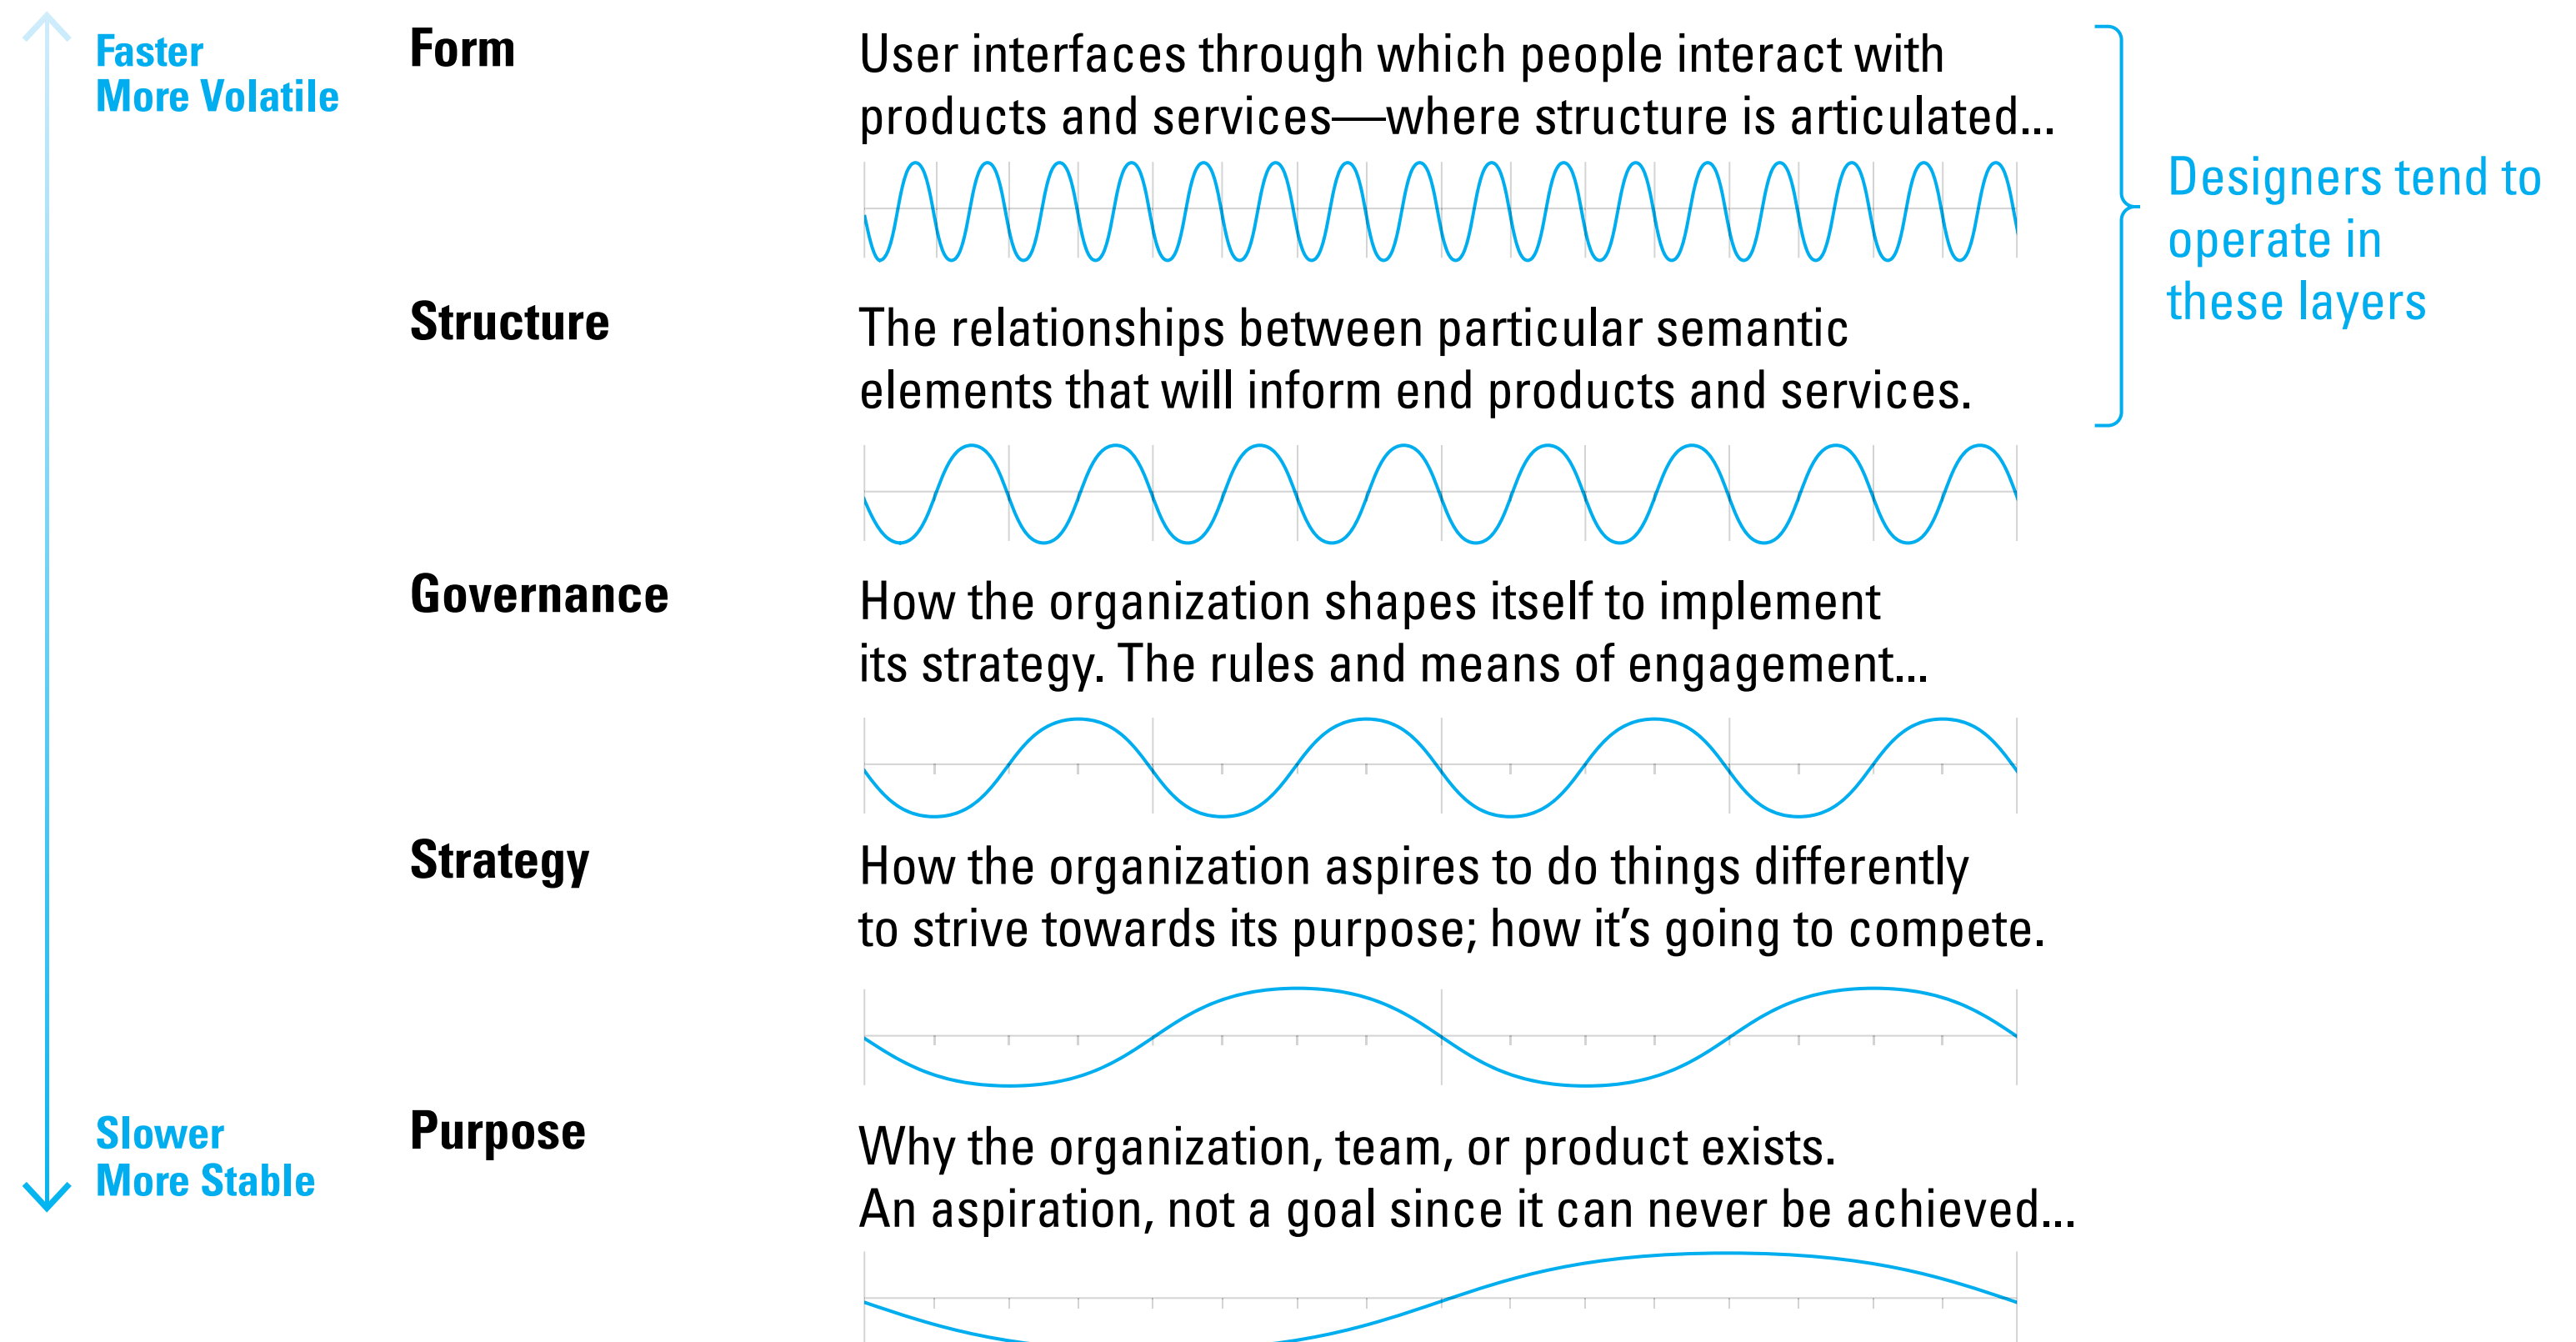 Faster
More Volatile
Form
User interfaces through which people interact with
products and services—where structure is articulated...
Designers tend to
operate in
these layers
Structure
The relationships between particular semantic
elements that will inform end products and services.
Governance
How the organization shapes itself to implement
its strategy. The rules and means of engagement...
Strategy
How the organization aspires to do things differently
to strive towards its purpose; how it’s going to compete.
Slower
More Stable
Purpose
Why the organization, team, or product exists.
An aspiration, not a goal since it can never be achieved...